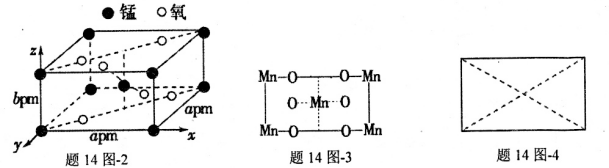 ● 锰 ○ 氧
z
bpm
apm
y
apm
x
Mn-O O-Mn
O···Mn···O
Mn-O O-Mn
题 14 图-2
题 14 图-3
题 14 图-4